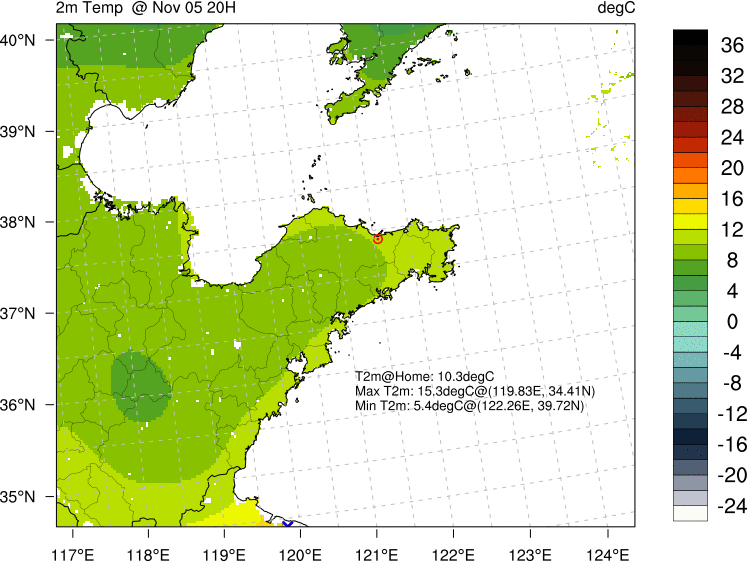 2m Temp @ Nov 05 20H
degC
40°N
39°N
38°N
37°N
36°N
35°N
117°E
118°E
119°E
120°E
121°E
122°E
123°E
124°E
T2m@Home: 10.3degC
Max T2m: 15.3degC@(119.83E, 34.41N)
Min T2m: 5.4degC@(122.26E, 39.72N)
36
32
28
24
20
16
12
8
4
0
-4
-8
-12
-16
-20
-24